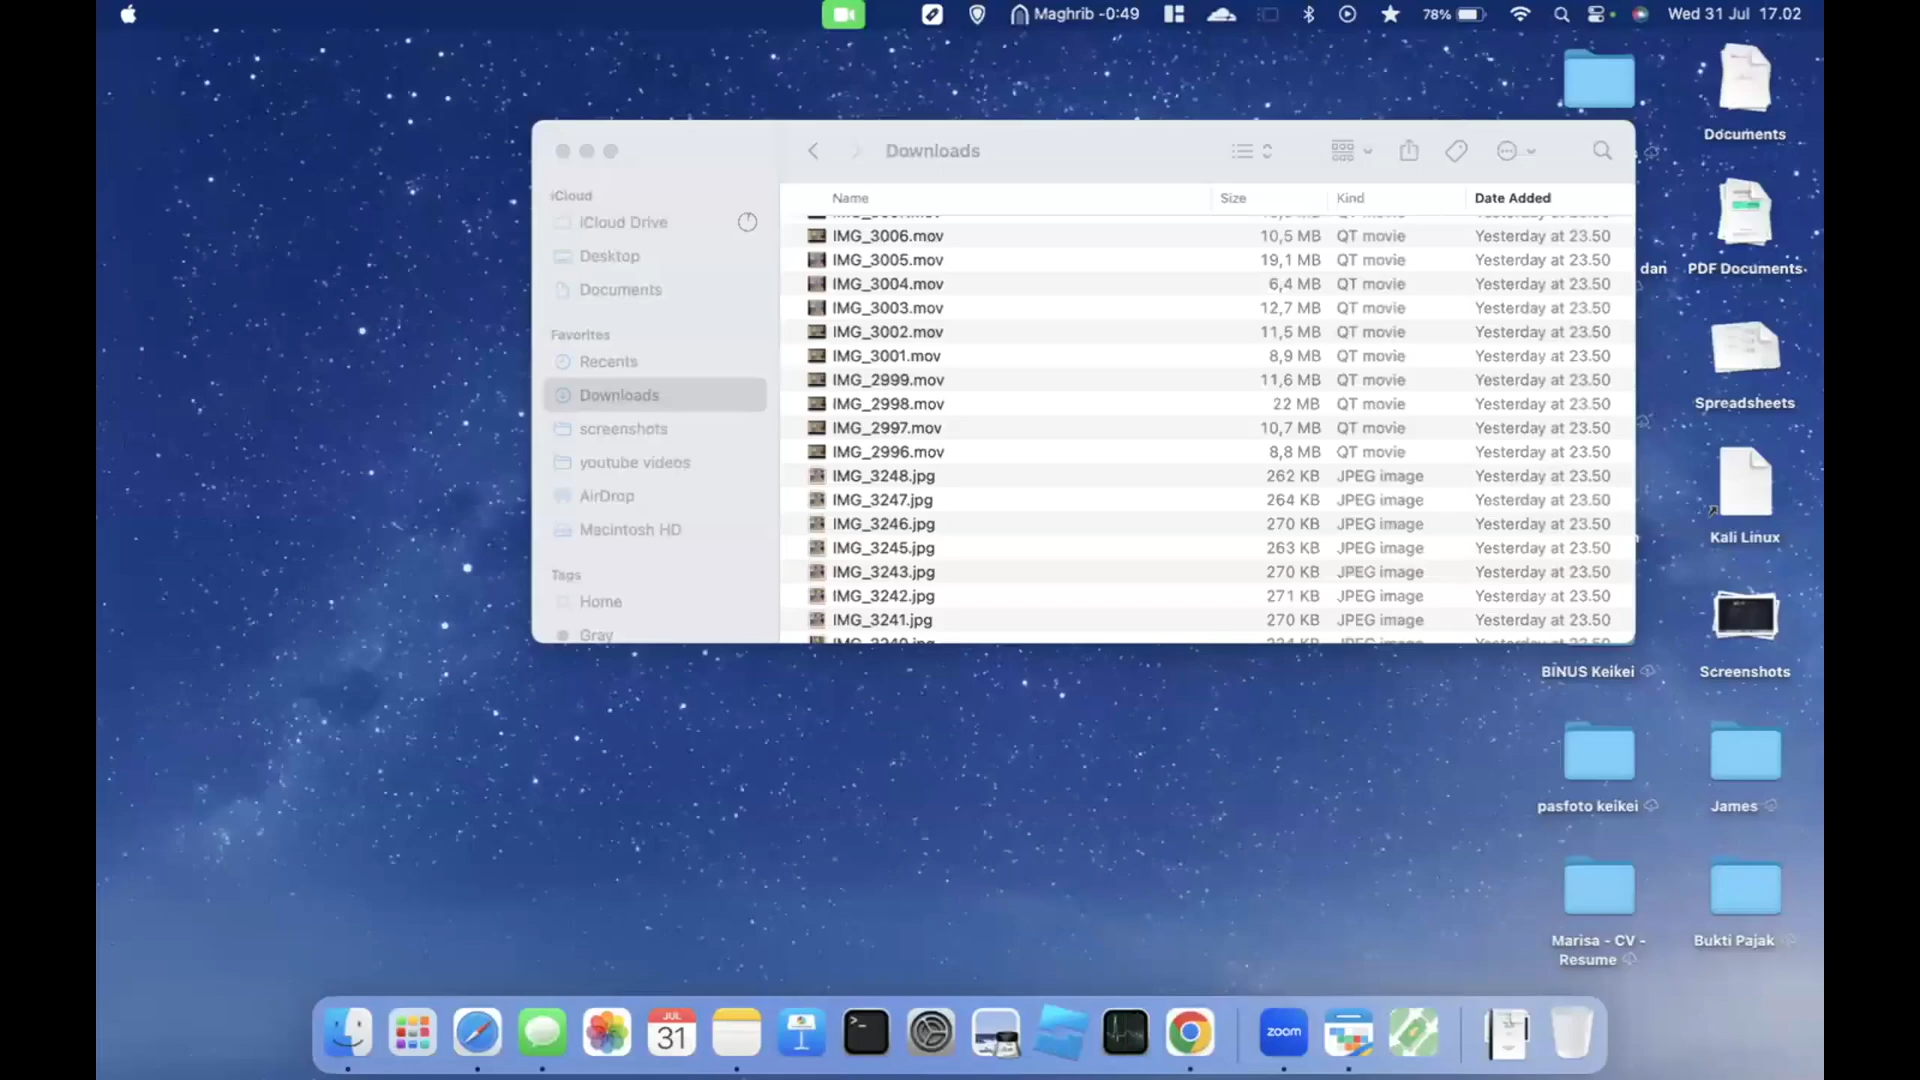 Maghrib -0:49
78%
Wed 31 Jul 17.02
Downloads
iCloud
iCloud Drive
Desktop
Documents
Favorites
Recents
Downloads
screenshots
youtube videos
AirDrop
Macintosh HD
Tags
Home
Gray
Name Size Kind Date Added
IMG_3006.mov 10,5 MB QT movie Yesterday at 23.50
IMG_3005.mov 19,1 MB QT movie Yesterday at 23.50
IMG_3004.mov 6,4 MB QT movie Yesterday at 23.50
IMG_3003.mov 12,7 MB QT movie Yesterday at 23.50
IMG_3002.mov 11,5 MB QT movie Yesterday at 23.50
IMG_3001.mov 8,9 MB QT movie Yesterday at 23.50
IMG_2999.mov 11,6 MB QT movie Yesterday at 23.50
IMG_2998.mov 22 MB QT movie Yesterday at 23.50
IMG_2997.mov 10,7 MB QT movie Yesterday at 23.50
IMG_2996.mov 8,8 MB QT movie Yesterday at 23.50
IMG_3248.jpg 262 KB JPEG image Yesterday at 23.50
IMG_3247.jpg 264 KB JPEG image Yesterday at 23.50
IMG_3246.jpg 270 KB JPEG image Yesterday at 23.50
IMG_3245.jpg 263 KB JPEG image Yesterday at 23.50
IMG_3243.jpg 270 KB JPEG image Yesterday at 23.50
IMG_3242.jpg 271 KB JPEG image Yesterday at 23.50
IMG_3241.jpg 270 KB JPEG image Yesterday at 23.50
Documents
dan
PDF Documents
Spreadsheets
Kali Linux
BINUS Keikei
Screenshots
pasfoto keikei
James
Marisa - CV -
Resume
Bukti Pajak
JUL
31
zoom